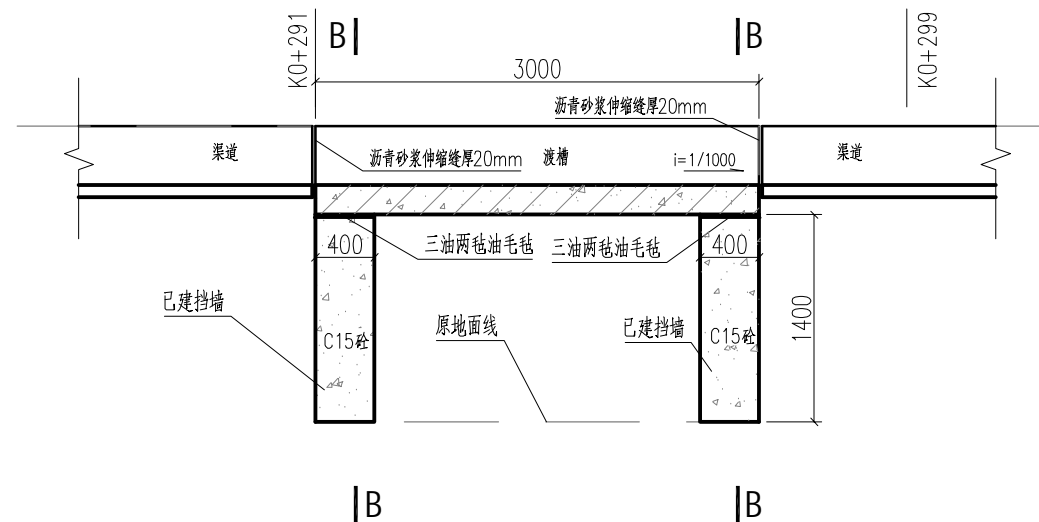 K0+291
B
B
K0+299
3000
沥青砂浆伸缩缝厚20mm
渠道
沥青砂浆伸缩缝厚20mm
渡槽
i=1/1000
渠道
400
三油两毡油毛毡
三油两毡油毛毡
400
已建挡墙
原地面线
已建挡墙
1400
C15砼
C15砼
B
B